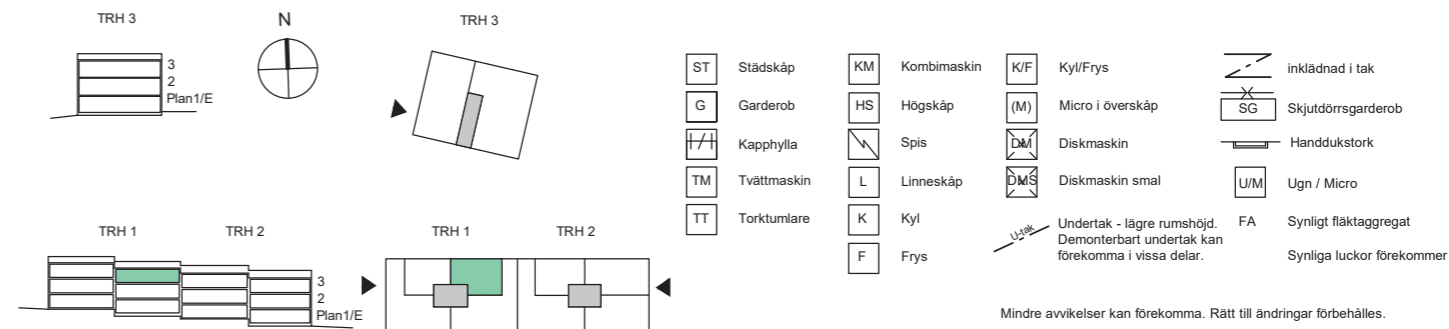 TRH 3
N
TRH 3
3
2
Plan1/E
ST Städskåp
G Garderob
Kapphylla
TM Tvättmaskin
TT Torktumlare
KM Kombimaskin
HS Högskåp
Spis
L Linneskåp
K Kyl
F Frys
K/F Kyl/Frys
(M) Micro i överskåp
DM Diskmaskin
DMS Diskmaskin smal
U-tak Undertak - lägre rumshöjd.
Demonterbart undertak kan
förekomma i vissa delar.
inklädnad i tak
SG Skjutdörrsgarderob
Handdukstork
U/M Ugn / Micro
FA Synligt fläktaggregat
Synliga luckor förekommer
TRH 1 TRH 2
3
2
Plan1/E
TRH 1 TRH 2
Mindre avvikelser kan förekomma. Rätt till ändringar förbehålles.